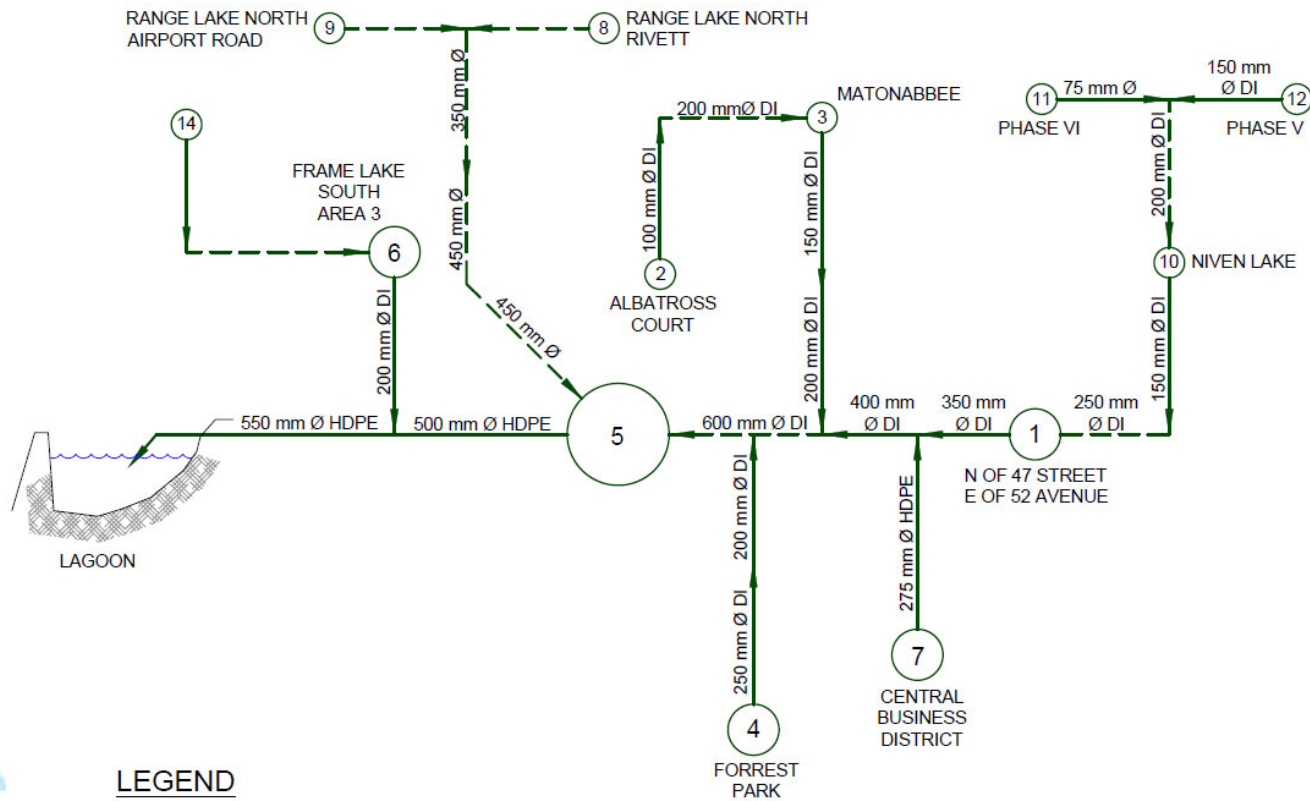 RANGE LAKE NORTH
AIRPORT ROAD
9
8
RANGE LAKE NORTH
RIVETT
350 mm Ø
450 mm Ø
450 mm Ø
14
FRAME LAKE
SOUTH
AREA 3
6
200 mm Ø DI
200 mmØ DI
3
MATONABBEE
100 mm Ø DI
2
ALBATROSS
COURT
150 mm Ø DI
200 mm Ø DI
11
75 mm Ø
PHASE VI
150 mm
Ø DI
12
PHASE V
200 mm Ø DI
10
NIVEN LAKE
150 mm Ø DI
550 mm Ø HDPE
500 mm Ø HDPE
5
600 mm Ø DI
400 mm
Ø DI
350 mm
Ø DI
1
250 mm
Ø DI
N OF 47 STREET
E OF 52 AVENUE
LAGOON
200 mm Ø DI
250 mm Ø DI
4
FORREST
PARK
275 mm Ø HDPE
7
CENTRAL
BUSINESS
DISTRICT
LEGEND